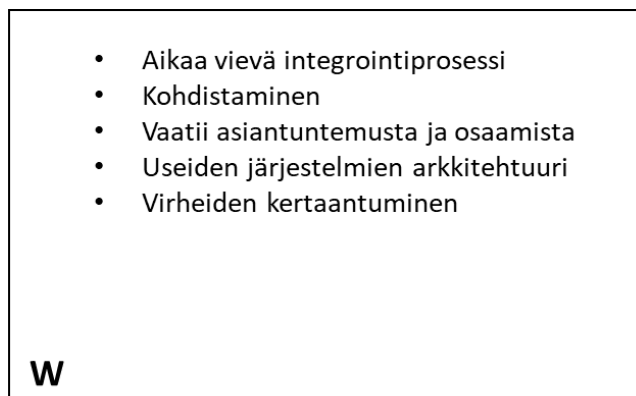 • Aikaa vievä integrointiprosessi
• Kohdistaminen
• Vaatii asiantuntemusta ja osaamista
• Useiden järjestelmien arkkitehtuuri
• Virheiden kertaantuminen
W